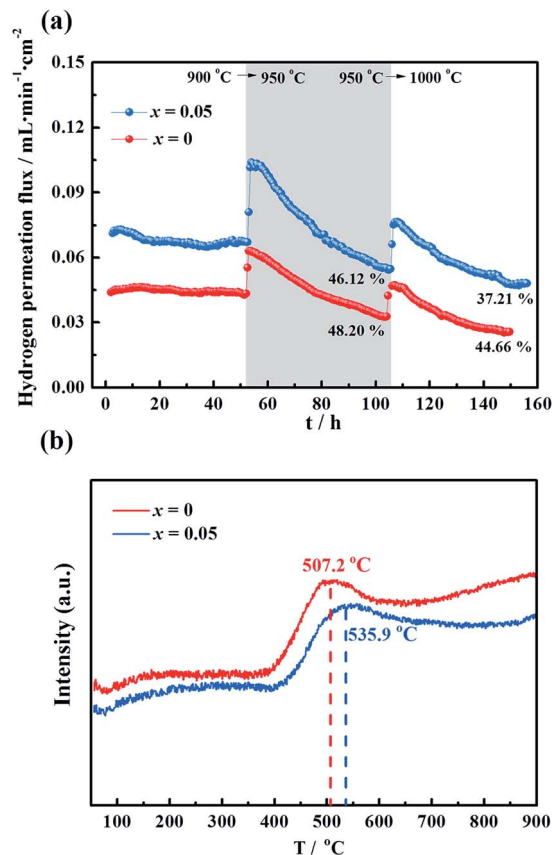 (a)
Hydrogen permeation flux / mL·min⁻¹·cm⁻²
0.15
0.12
0.09
0.06
0.03
0.00
900 °C → 950 °C
950 °C → 1000 °C
x = 0.05
x = 0
46.12 %
48.20 %
37.21 %
44.66 %
0 20 40 60 80 100 120 140 160
t / h
(b)
Intensity (a.u.)
x = 0
x = 0.05
507.2 °C
535.9 °C
100 200 300 400 500 600 700 800 900
T / °C